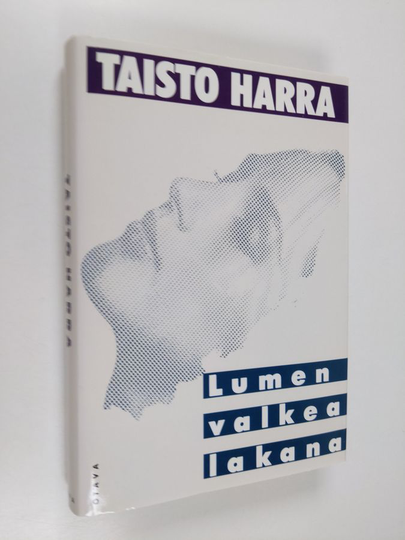 TAISTO HARRA
Lumen
valkea
lakana
TAISTO HARRA
OTAVA